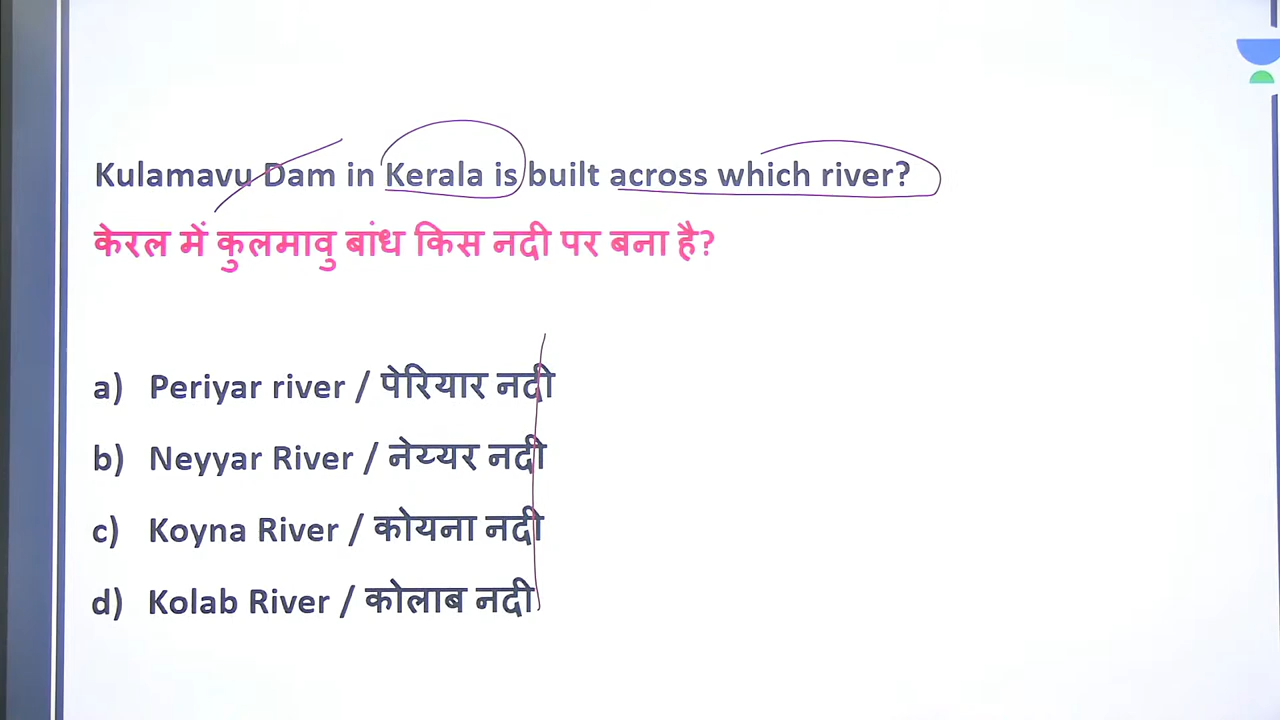 Kulamavu Dam in Kerala is built across which river?
केरल में कुलमावु बांध किस नदी पर बना है?
a) Periyar river / पेरियार नदी
b) Neyyar River / नेय्यर नदी
c) Koyna River / कोयना नदी
d) Kolab River / कोलाब नदी